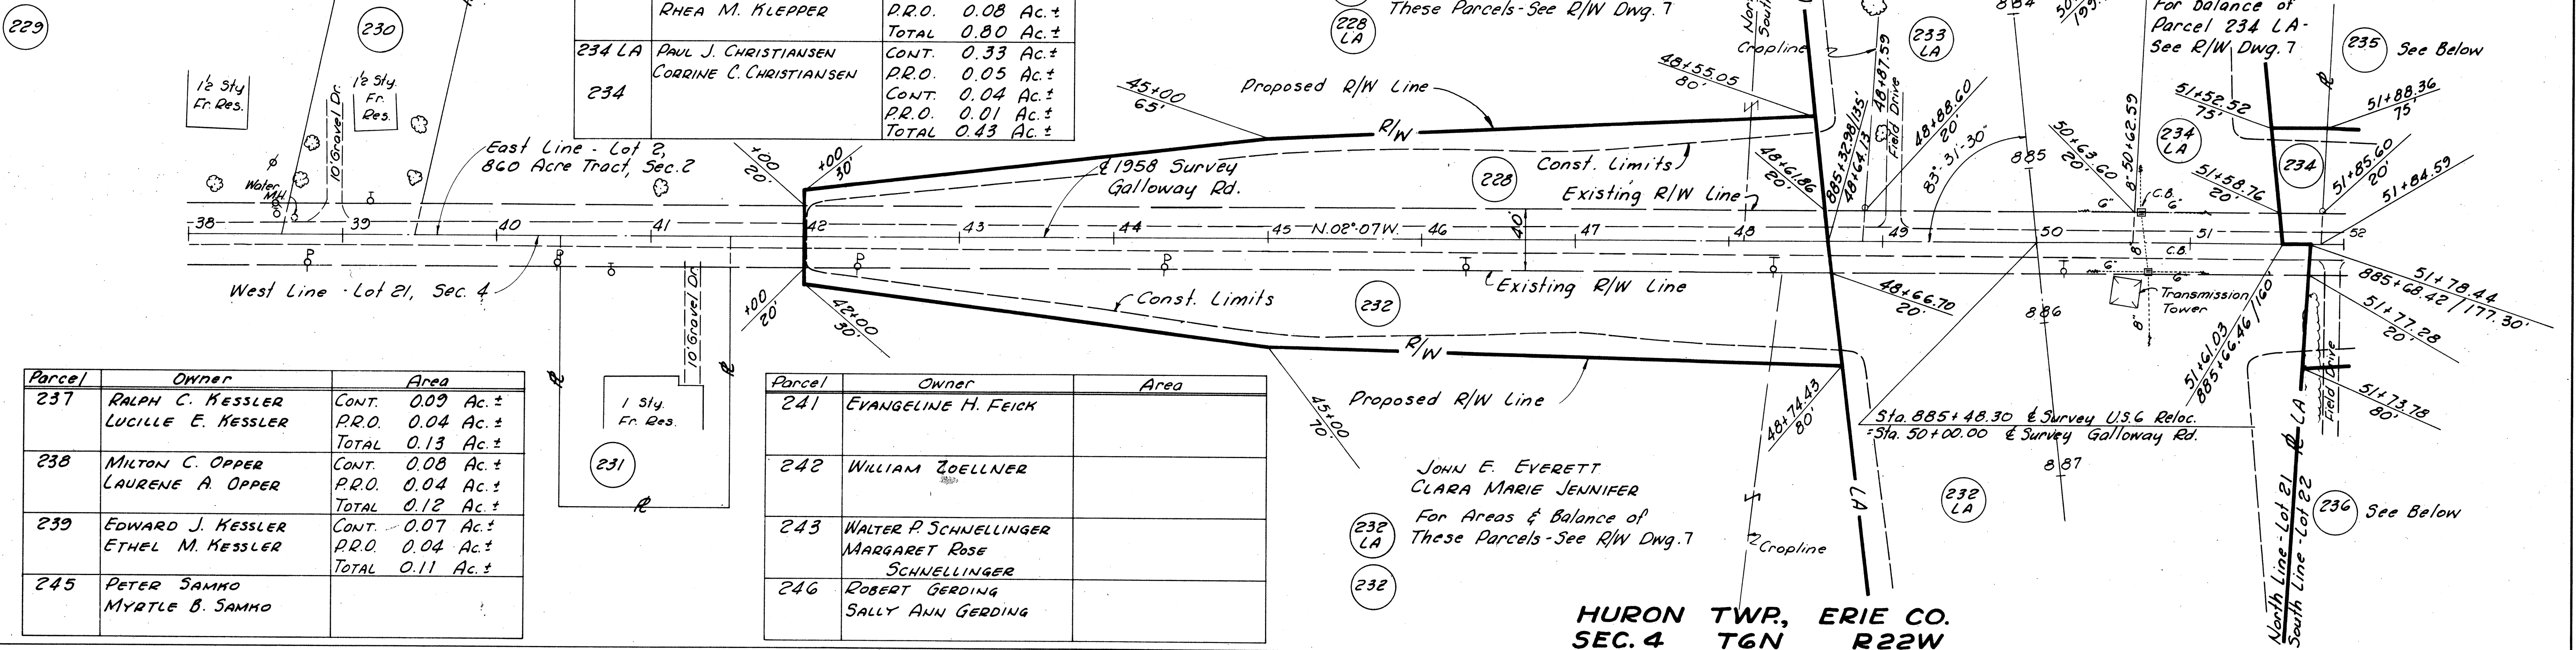 229
230
1½ Sty
Fr. Res.
10' Gravel Dr.
1½ Sty.
Fr.
Res.
Water
MH
East Line - Lot 2,
860 Acre Tract, Sec. 2
West Line - Lot 21, Sec. 4
RHEA M. KLEPPER P.R.O. 0.08 Ac.±
TOTAL 0.80 Ac.±
234 LA PAUL J. CHRISTIANSEN CONT. 0.33 Ac.±
CORRINE C. CHRISTIANSEN P.R.O. 0.05 Ac.±
234 CONT. 0.04 Ac.±
P.R.O. 0.01 Ac.±
TOTAL 0.43 Ac.±
228
LA
These Parcels - See R/W Dwg. 7
Cropline
233
LA
884
For Balance of
Parcel 234 LA -
See R/W Dwg. 7
235 See Below
45+00
65'
Proposed R/W Line
48+55.05
80'
R/W
+00
20'
+00
30'
℄ 1958 Survey
Galloway Rd.
228
Const. Limits
Existing R/W Line
48+61.86
20'
885+32.98/135'
48+64.13
48+87.59
Field Drive
48+88.60
20'
83°-31'-30"
885
50+63.60
20'
8'-50+62.59
234
LA
51+52.52
75'
51+88.36
75'
234
51+58.76
20'
51+85.60
20'
51+84.59
C.B.
6"
6"
38 39 40 41 42 43 44 45 N.02°-07'W. 46 47 48 49 50 51 52
40'
8'
C.B.
P
P
P
6"
6"
Existing R/W Line
Const. Limits
232
+00
20'
42+00
30'
10' Gravel Dr.
48+66.70
20'
886
Transmission
Tower
8'
51+61.03
885+66.46/160'
51+78.44
885+68.42/177.30'
51+77.28
20'
51+73.78
80'
Field Drive
R/W
Proposed R/W Line
45+00
70'
48+74.43
80'
Sta. 885+48.30 ℄ Survey U.S.6 Reloc.
=Sta. 50+00.00 ℄ Survey Galloway Rd.
887
1 Sty.
Fr. Res.
231
Parcel Owner Area
237 RALPH C. KESSLER CONT. 0.09 Ac.±
LUCILLE E. KESSLER P.R.O. 0.04 Ac.±
TOTAL 0.13 Ac.±
238 MILTON C. OPPER CONT. 0.08 Ac.±
LAURENE A. OPPER P.R.O. 0.04 Ac.±
TOTAL 0.12 Ac.±
239 EDWARD J. KESSLER CONT. 0.07 Ac.±
ETHEL M. KESSLER P.R.O. 0.04 Ac.±
TOTAL 0.11 Ac.±
245 PETER SAMKO
MYRTLE B. SAMKO
Parcel Owner Area
241 EVANGELINE H. FEICK
242 WILLIAM ZOELLNER
243 WALTER P. SCHNELLINGER
MARGARET ROSE
SCHNELLINGER
246 ROBERT GERDING
SALLY ANN GERDING
JOHN E. EVERETT
CLARA MARIE JENNIFER
For Areas & Balance of
232
LA
These Parcels - See R/W Dwg. 7
232
Cropline
LA
232
LA
LA
North Line - Lot 21
South Line - Lot 22
236 See Below
HURON TWP., ERIE CO.
SEC. 4 T6N R22W